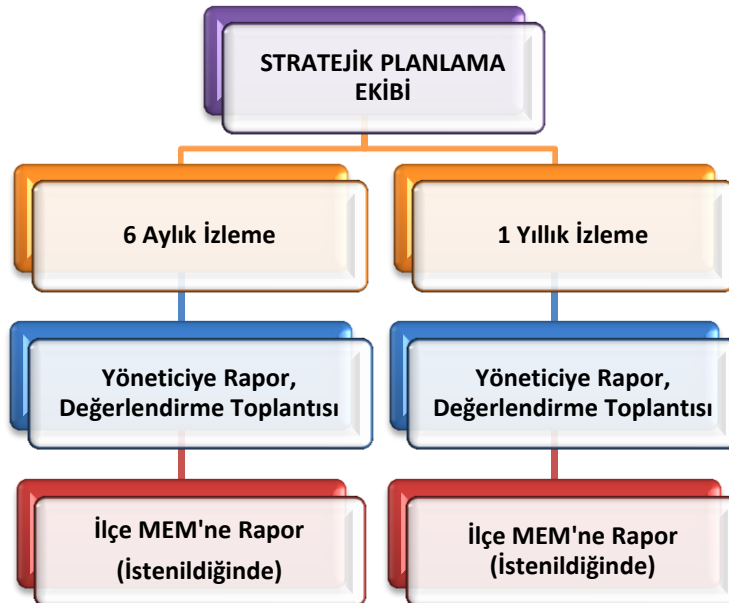 STRATEJİK PLANLAMA
EKİBİ
6 Aylık İzleme
1 Yıllık İzleme
Yöneticiye Rapor,
Değerlendirme Toplantısı
Yöneticiye Rapor,
Değerlendirme Toplantısı
İlçe MEM'ne Rapor
(İstenildiğinde)
İlçe MEM'ne Rapor
(İstenildiğinde)